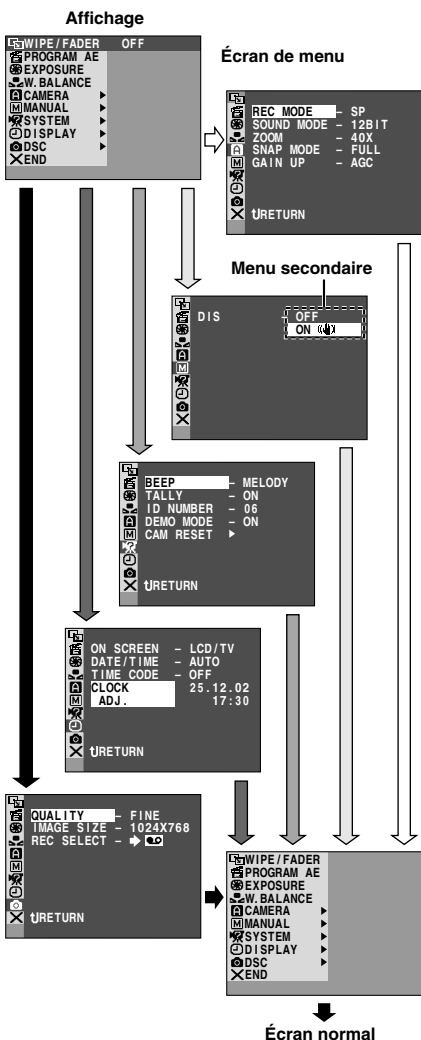 Affichage
WIPE/FADER OFF
PROGRAM AE
EXPOSURE
W.BALANCE
CAMERA
MANUAL
SYSTEM
DISPLAY
DSC
END
Écran de menu
REC MODE – SP
SOUND MODE – 12BIT
ZOOM – 40X
SNAP MODE – FULL
GAIN UP – AGC
RETURN
Menu secondaire
DIS – OFF
ON
BEEP – MELODY
TALLY – ON
ID NUMBER – 06
DEMO MODE – ON
CAM RESET
RETURN
ON SCREEN – LCD/TV
DATE/TIME – AUTO
TIME CODE – OFF
CLOCK 25.12.02
ADJ. 17:30
RETURN
QUALITY – FINE
IMAGE SIZE – 1024X768
REC SELECT –
RETURN
WIPE/FADER
PROGRAM AE
EXPOSURE
W.BALANCE
CAMERA
MANUAL
SYSTEM
DISPLAY
DSC
END
Écran normal